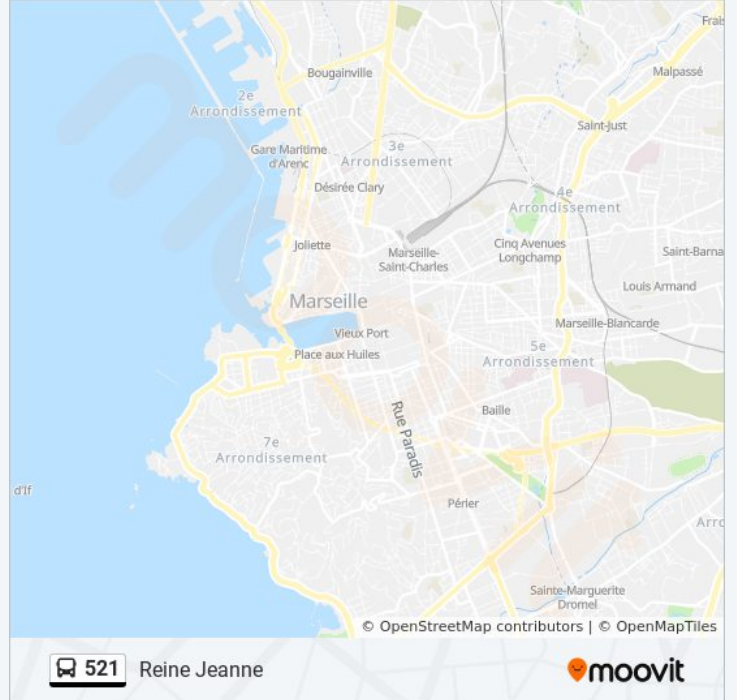 Frais
Bougainville
Malpassé
2e
Arrondissement
Saint-Just
3e
Arrondissement
Gare Maritime
d'Arenc
Désirée Clary
4e
Arrondissement
Joliette
Marseille-
Saint-Charles
Cinq Avenues
Longchamp
Saint-Barna
Louis Armand
Marseille
Marseille-Blancarde
Vieux Port
Place aux Huiles
5e
Arrondissement
Rue Paradis
Baille
7e
Arrondissement
d'If
Périer
Arro
Sainte-Marguerite
Dromel
© OpenStreetMap contributors | © OpenMapTiles
521 Reine Jeanne
moovit